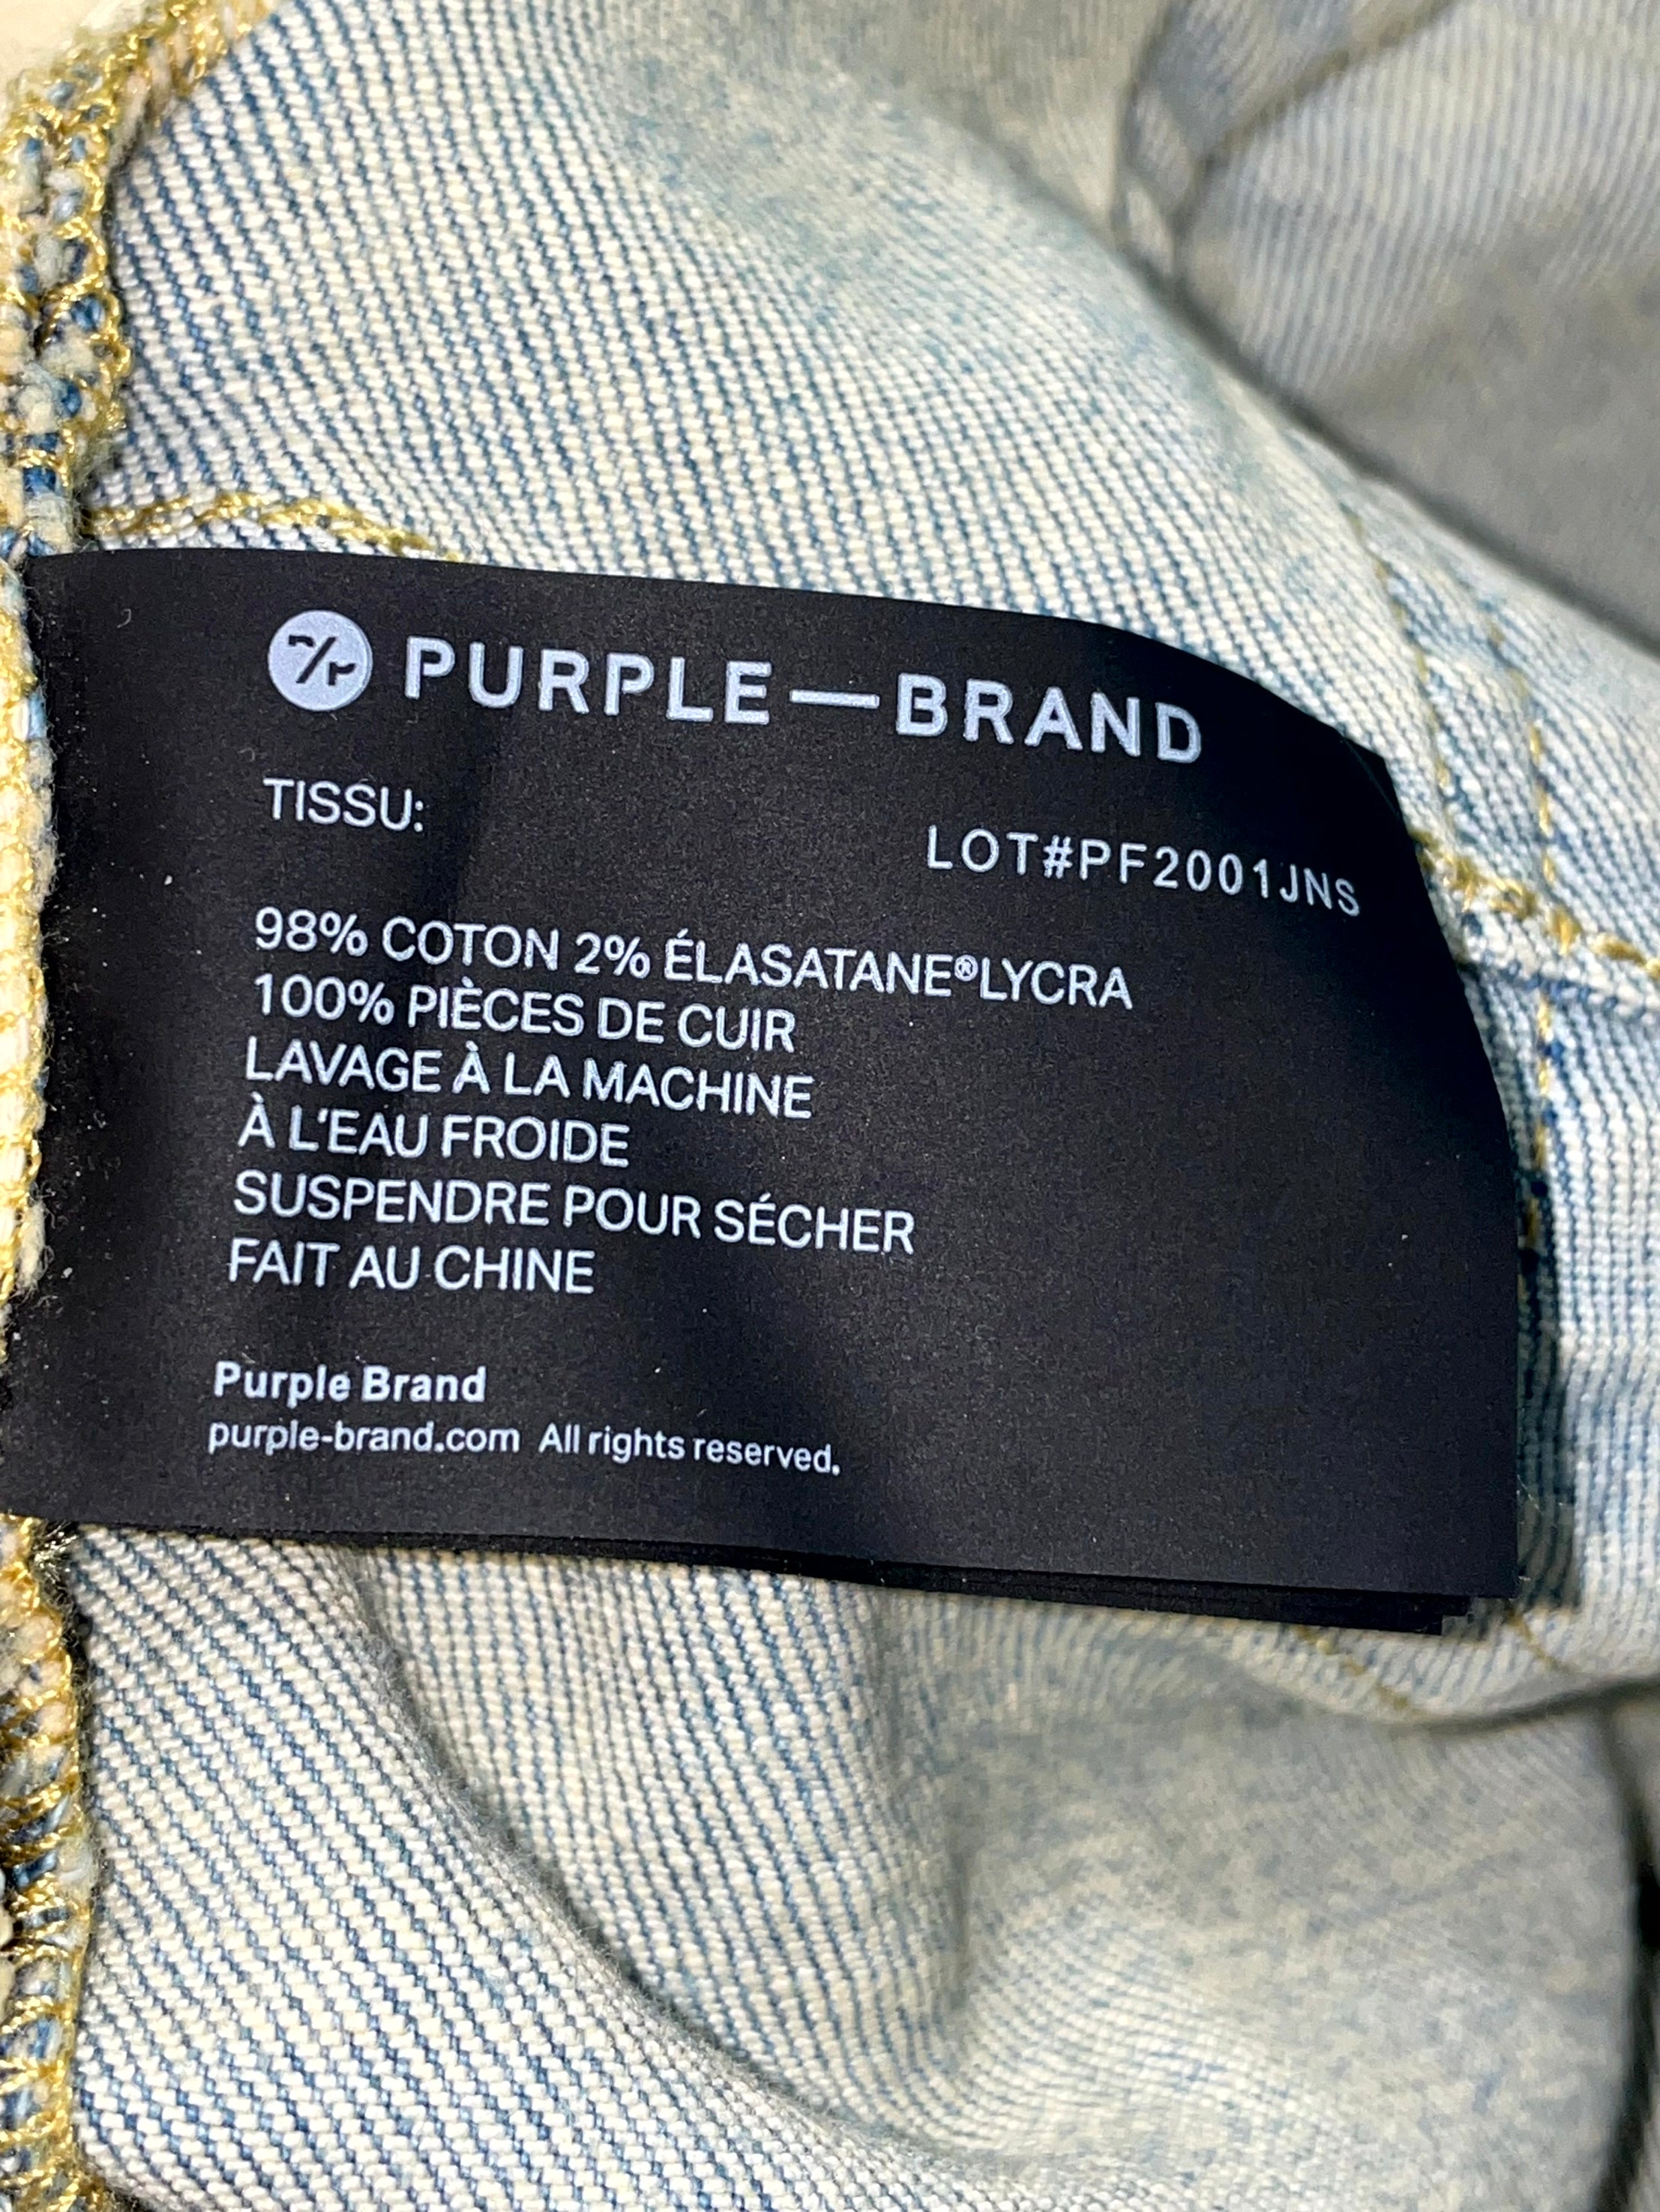 PURPLE—BRAND
TISSU:
LOT#PF2001JNS
98% COTON 2% ÉLASATANE®LYCRA
100% PIÈCES DE CUIR
LAVAGE À LA MACHINE
À L'EAU FROIDE
SUSPENDRE POUR SÉCHER
FAIT AU CHINE
Purple Brand
purple-brand.com All rights reserved.